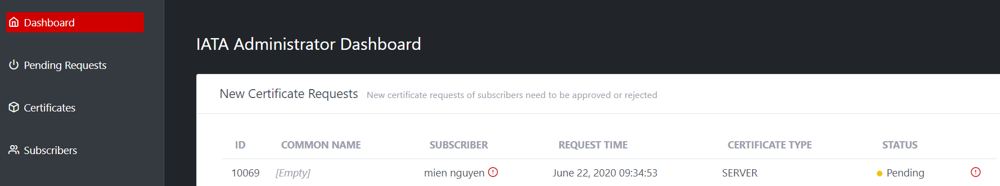 Dashboard
Pending Requests
Certificates
Subscribers
IATA Administrator Dashboard
New Certificate Requests New certificate requests of subscribers need to be approved or rejected
ID COMMON NAME SUBSCRIBER REQUEST TIME CERTIFICATE TYPE STATUS
10069 [Empty] mien nguyen June 22, 2020 09:34:53 SERVER Pending